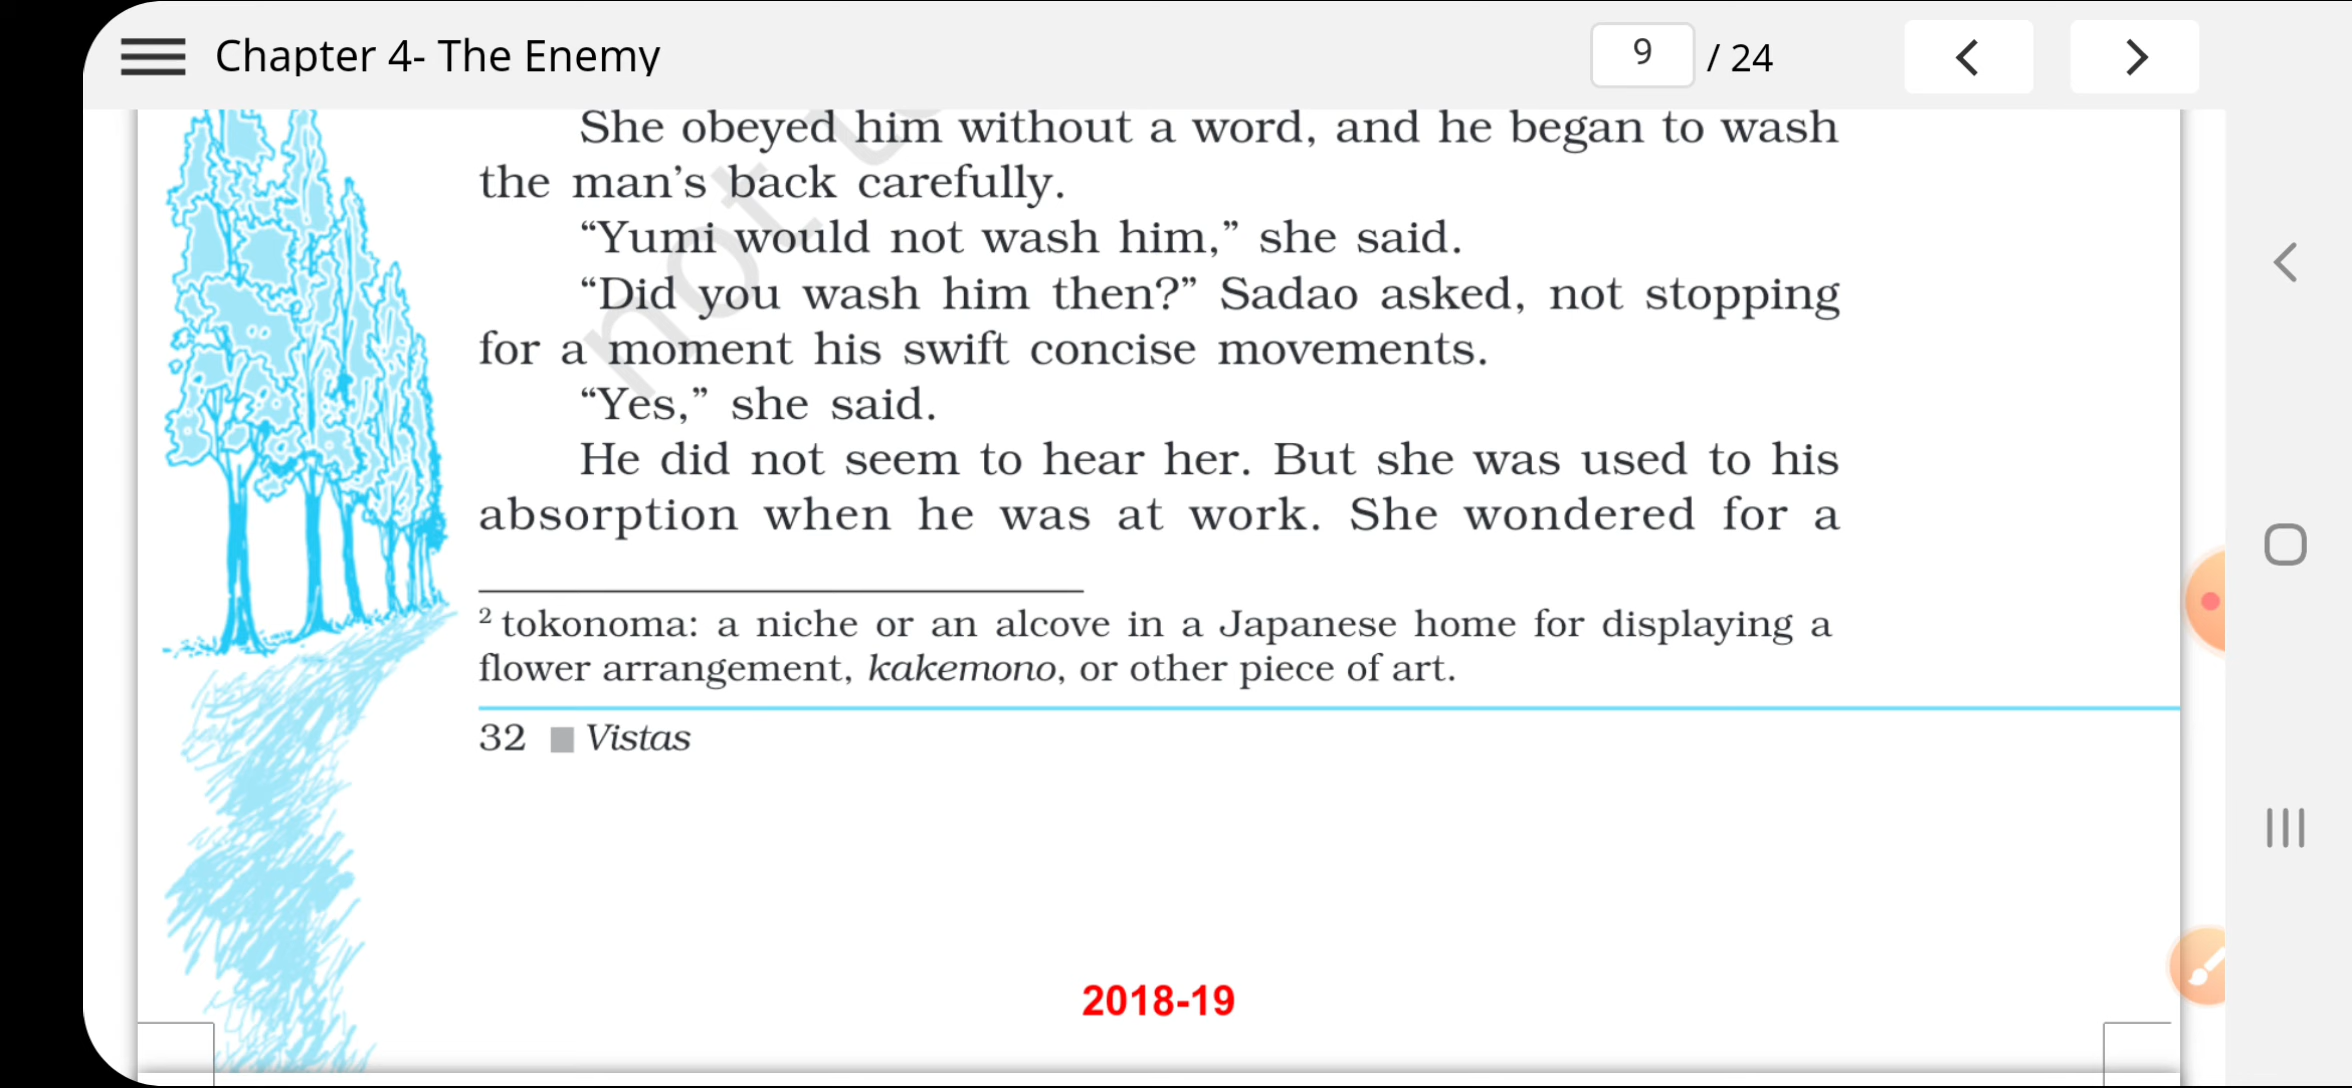 Chapter 4- The Enemy
9 / 24
She obeyed him without a word, and he began to wash
the man’s back carefully.
“Yumi would not wash him,” she said.
“Did you wash him then?” Sadao asked, not stopping
for a moment his swift concise movements.
“Yes,” she said.
He did not seem to hear her. But she was used to his
absorption when he was at work. She wondered for a
2 tokonoma: a niche or an alcove in a Japanese home for displaying a
flower arrangement, kakemono, or other piece of art.
32 ■ Vistas
2018-19
not